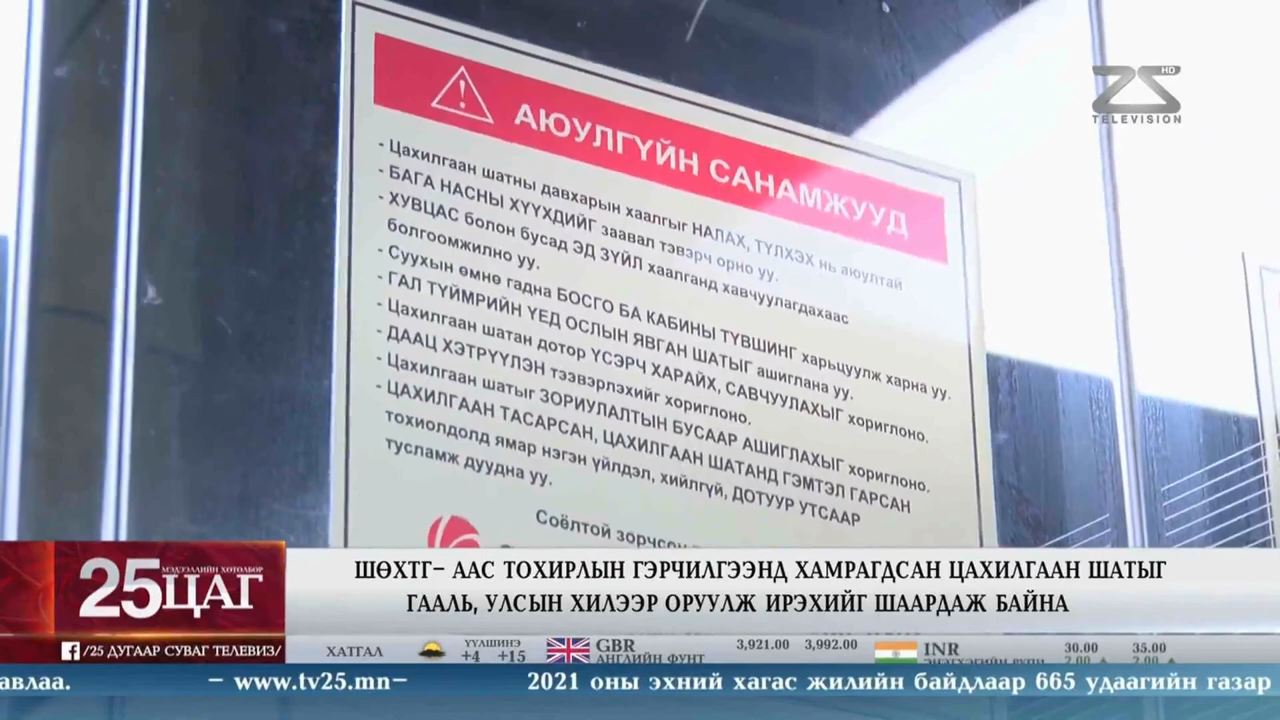 25 HD
TELEVISION
АЮУЛГҮЙН САНАМЖУУД
- Цахилгаан шатны давхарын хаалгыг НАЛАХ, ТҮЛХЭХ нь аюултай
- БАГА НАСНЫ ХҮҮХДИЙГ заавал тэвэрч орно уу.
- ХУВЦАС болон бусад ЭД ЗҮЙЛ хаалганд хавчуулагдахаас
болгоомжилно уу.
- Суухын өмнө гадна БОСГО БА КАБИНЫ ТҮВШИНГ харьцуулж харна уу.
- ГАЛ ТҮЙМРИЙН ҮЕД ОСЛЫН ЯВГАН ШАТЫГ ашиглана уу.
- Цахилгаан шатан дотор ҮСЭРЧ ХАРАЙХ, САВЧУУЛАХЫГ хориглоно.
- ДААЦ ХЭТРҮҮЛЭН тээвэрлэхийг хориглоно.
- Цахилгаан шатыг ЗОРИУЛАЛТЫН БУСААР АШИГЛАХЫГ хориглоно.
- ЦАХИЛГААН ТАСАРСАН, ЦАХИЛГААН ШАТАНД ГЭМТЭЛ ГАРСАН
тохиолдолд ямар нэгэн үйлдэл, хийлгүй, ДОТУУР УТСААР
тусламж дуудна уу.
Соёлтой зорчсон
МЭДЭЭЛЛИЙН ХӨТӨЛБӨР
25ЦАГ
ШӨХТГ- ААС ТОХИРЛЫН ГЭРЧИЛГЭЭНД ХАМРАГДСАН ЦАХИЛГААН ШАТЫГ
ГААЛЬ, УЛСЫН ХИЛЭЭР ОРУУЛЖ ИРЭХИЙГ ШААРДАЖ БАЙНА
/25 ДУГААР СУВАГ ТЕЛЕВИЗ/
ХАТГАЛ
ҮҮЛШИНЭ
+4 +15
GBR
АНГЛИЙН ФУНТ
3,921.00 3,992.00
INR
ЭНЭТХЭГИЙН РУПИ
30.00 35.00
2.00 2.00
авлаа. – www.tv25.mn– 2021 оны эхний хагас жилийн байдлаар 665 удаагийн газар